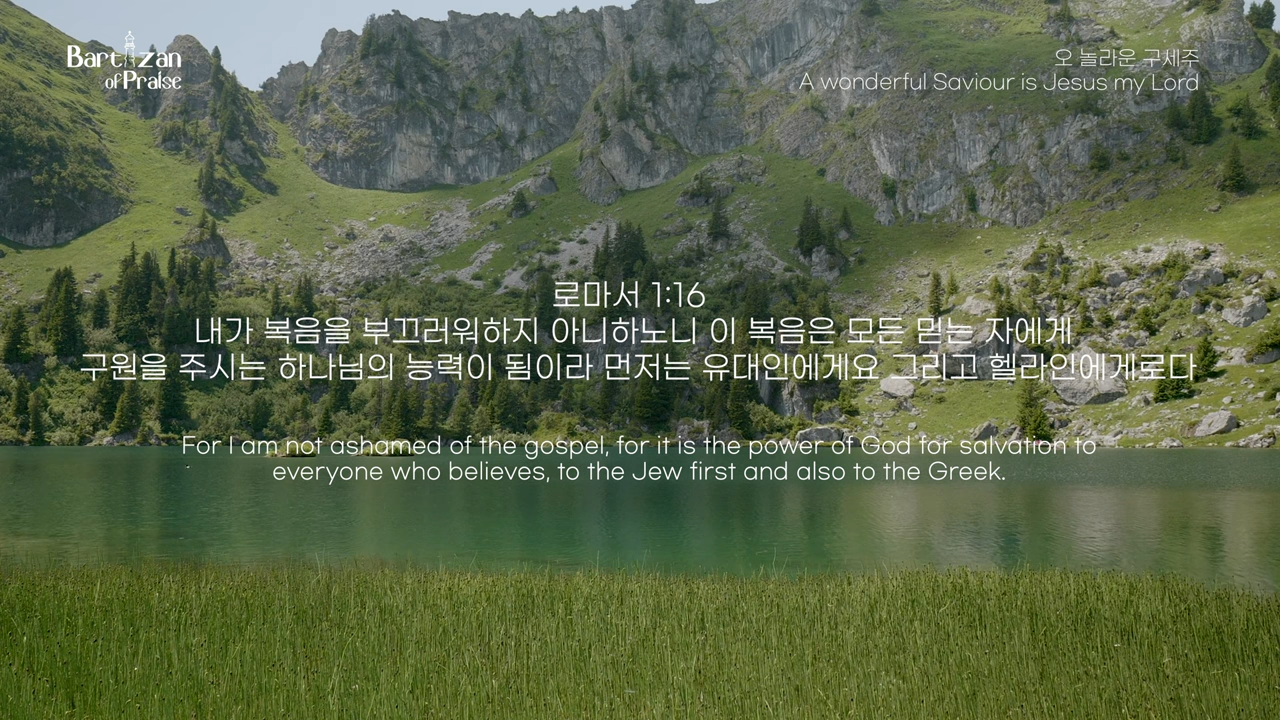 Bartizan
of Praise
오 놀라운 구세주
A wonderful Saviour is Jesus my Lord
로마서 1:16
내가 복음을 부끄러워하지 아니하노니 이 복음은 모든 믿는 자에게
구원을 주시는 하나님의 능력이 됨이라 먼저는 유대인에게요 그리고 헬라인에게로다
For I am not ashamed of the gospel, for it is the power of God for salvation to
everyone who believes, to the Jew first and also to the Greek.